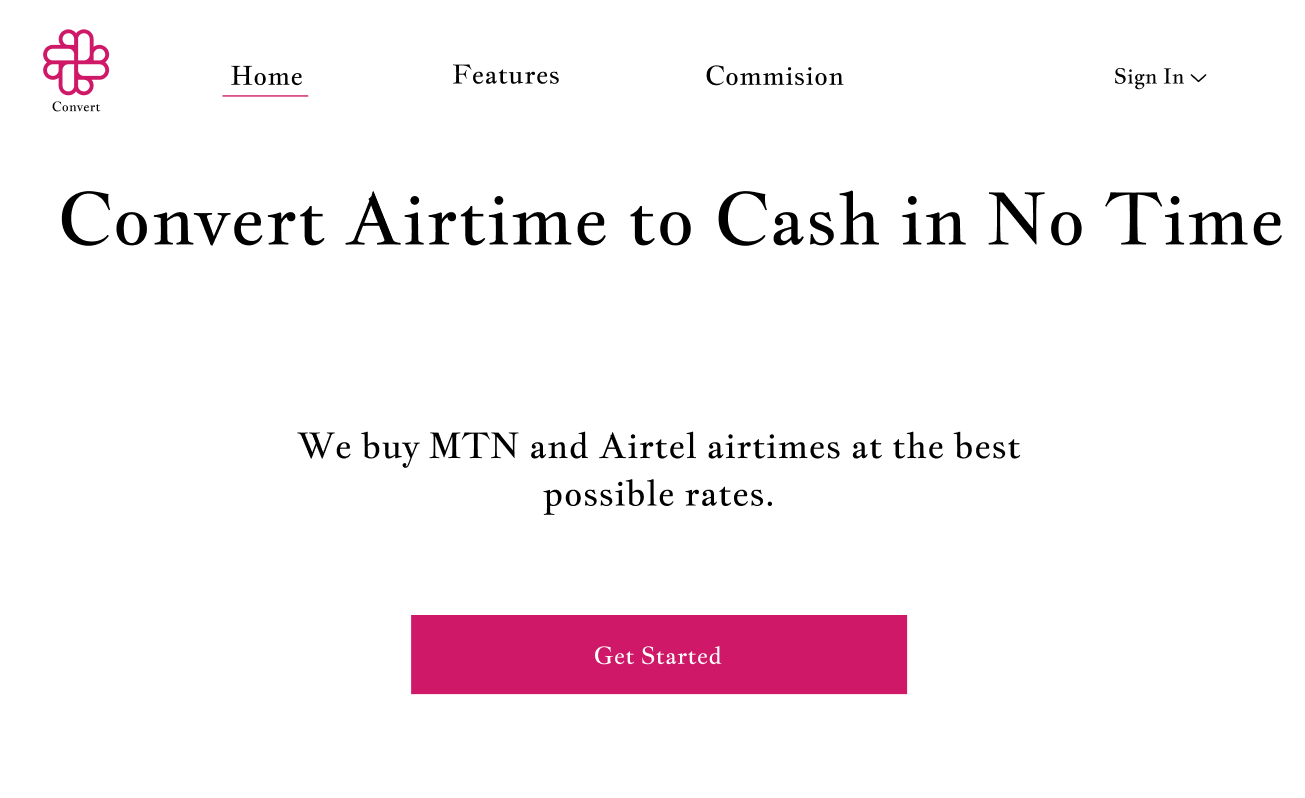 Home
Features
Commision
Sign In
Convert
Convert Airtime to Cash in No Time
We buy MTN and Airtel airtimes at the best
possible rates.
Get Started